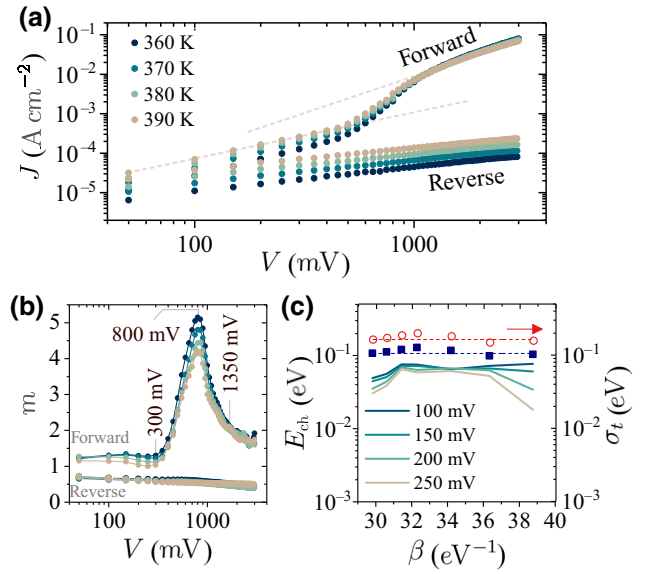 (a)
10⁻¹
10⁻²
10⁻³
10⁻⁴
10⁻⁵
J (A cm⁻²)
360 K
370 K
380 K
390 K
Forward
Reverse
100
1000
V (mV)
(b)
5
4
3
2
1
0
m
800 mV
300 mV
1350 mV
Forward
Reverse
100
1000
V (mV)
(c)
10⁰
10⁻¹
10⁻²
10⁻³
E_ch (eV)
100 mV
150 mV
200 mV
250 mV
10⁰
10⁻¹
10⁻²
10⁻³
σ_t (eV)
30 32 34 36 38 40
β (eV⁻¹)